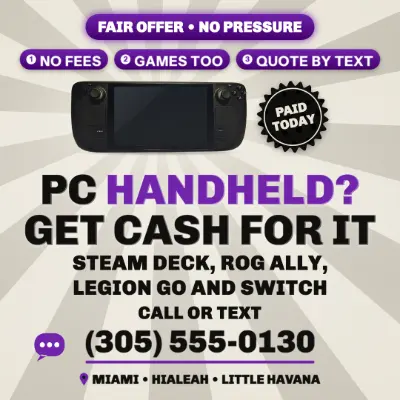 FAIR OFFER • NO PRESSURE
1 NO FEES 2 GAMES TOO 3 QUOTE BY TEXT
PAID
TODAY
PC HANDHELD?
GET CASH FOR IT
STEAM DECK, ROG ALLY,
LEGION GO AND SWITCH
CALL OR TEXT
(305) 555-0130
MIAMI • HIALEAH • LITTLE HAVANA